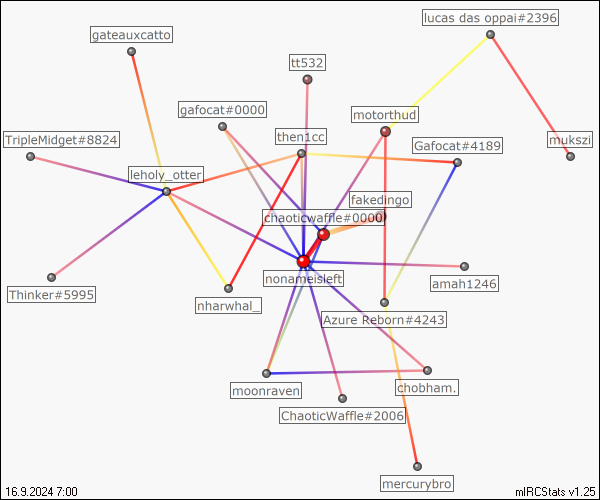 lucas das oppai#2396
gateauxcatto
tt532
gafocat#0000
motorthud
then1cc
TripleMidget#8824
Gafocat#4189
mukszi
leholy_otter
fakedingo
chaoticwaffle#0000
nonameisleft
amah1246
Thinker#5995
nharwhal_
Azure Reborn#4243
moonraven
chobham.
ChaoticWaffle#2006
mercurybro
16.9.2024 7:00
mIRCStats v1.25